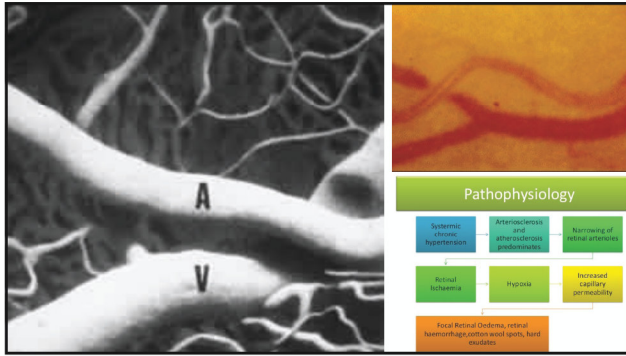 A
V
Pathophysiology
Systermic
chronic
hypertension
Arteriosclerosis
and
atherosclerosis
predominates
Narrowing of
retinal arterioles
Retinal
Ischaemia
Hypoxia
Increased
capillary
permeability
Focal Retinal Oedema, retinal
haemorrhage,cotton wool spots, hard
exudates